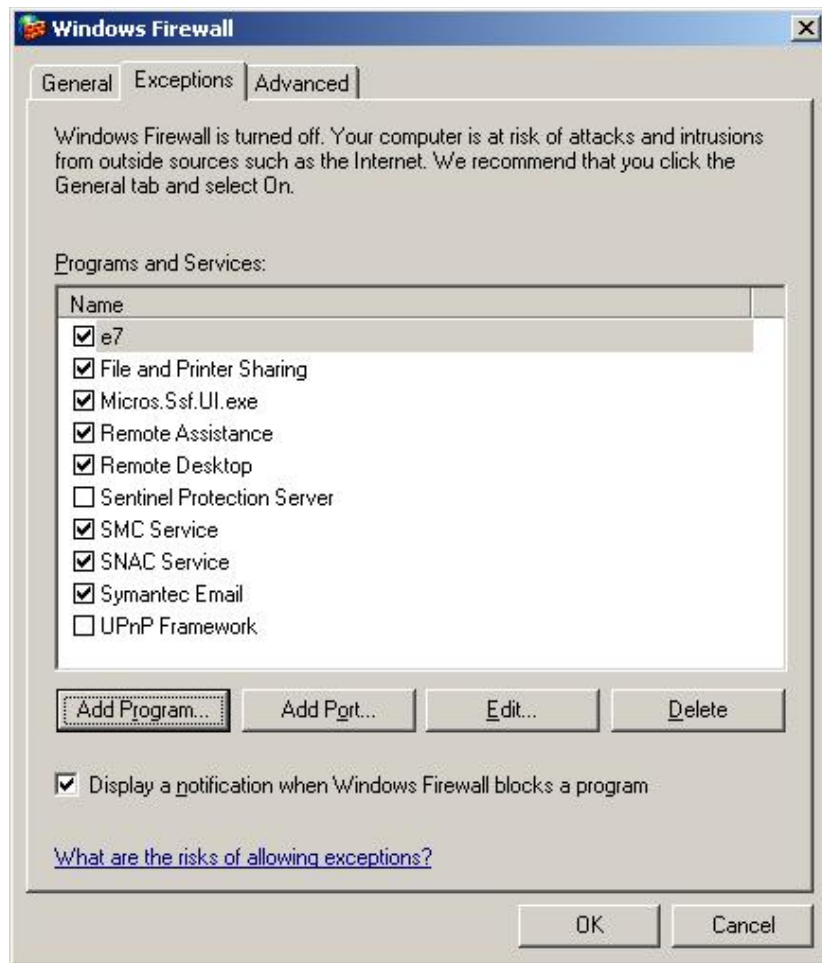 Windows Firewall
General Exceptions Advanced
Windows Firewall is turned off. Your computer is at risk of attacks and intrusions
from outside sources such as the Internet. We recommend that you click the
General tab and select On.
Programs and Services:
Name
e7
File and Printer Sharing
Micros.Ssf.UI.exe
Remote Assistance
Remote Desktop
Sentinel Protection Server
SMC Service
SNAC Service
Symantec Email
UPnP Framework
Add Program... Add Port... Edit... Delete
Display a notification when Windows Firewall blocks a program
What are the risks of allowing exceptions?
OK Cancel